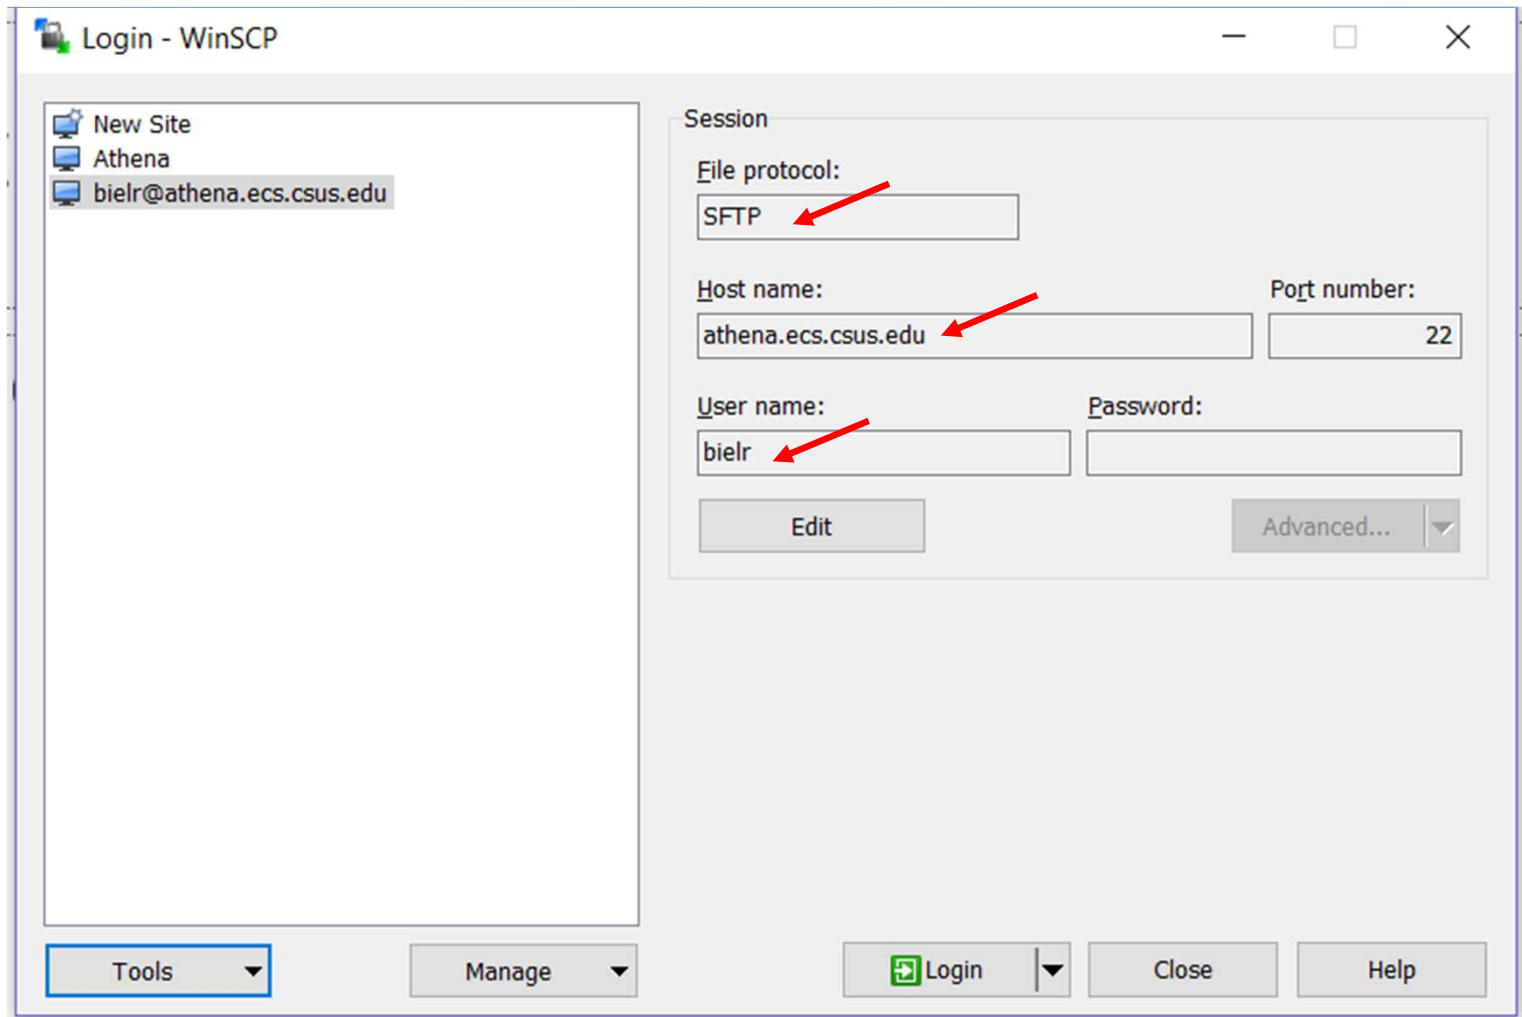 Login - WinSCP
New Site
Athena
bielr@athena.ecs.csus.edu
Session
File protocol:
SFTP
Host name:
Port number:
athena.ecs.csus.edu
22
User name:
Password:
bielr
Edit
Advanced...
Tools
Manage
Login
Close
Help